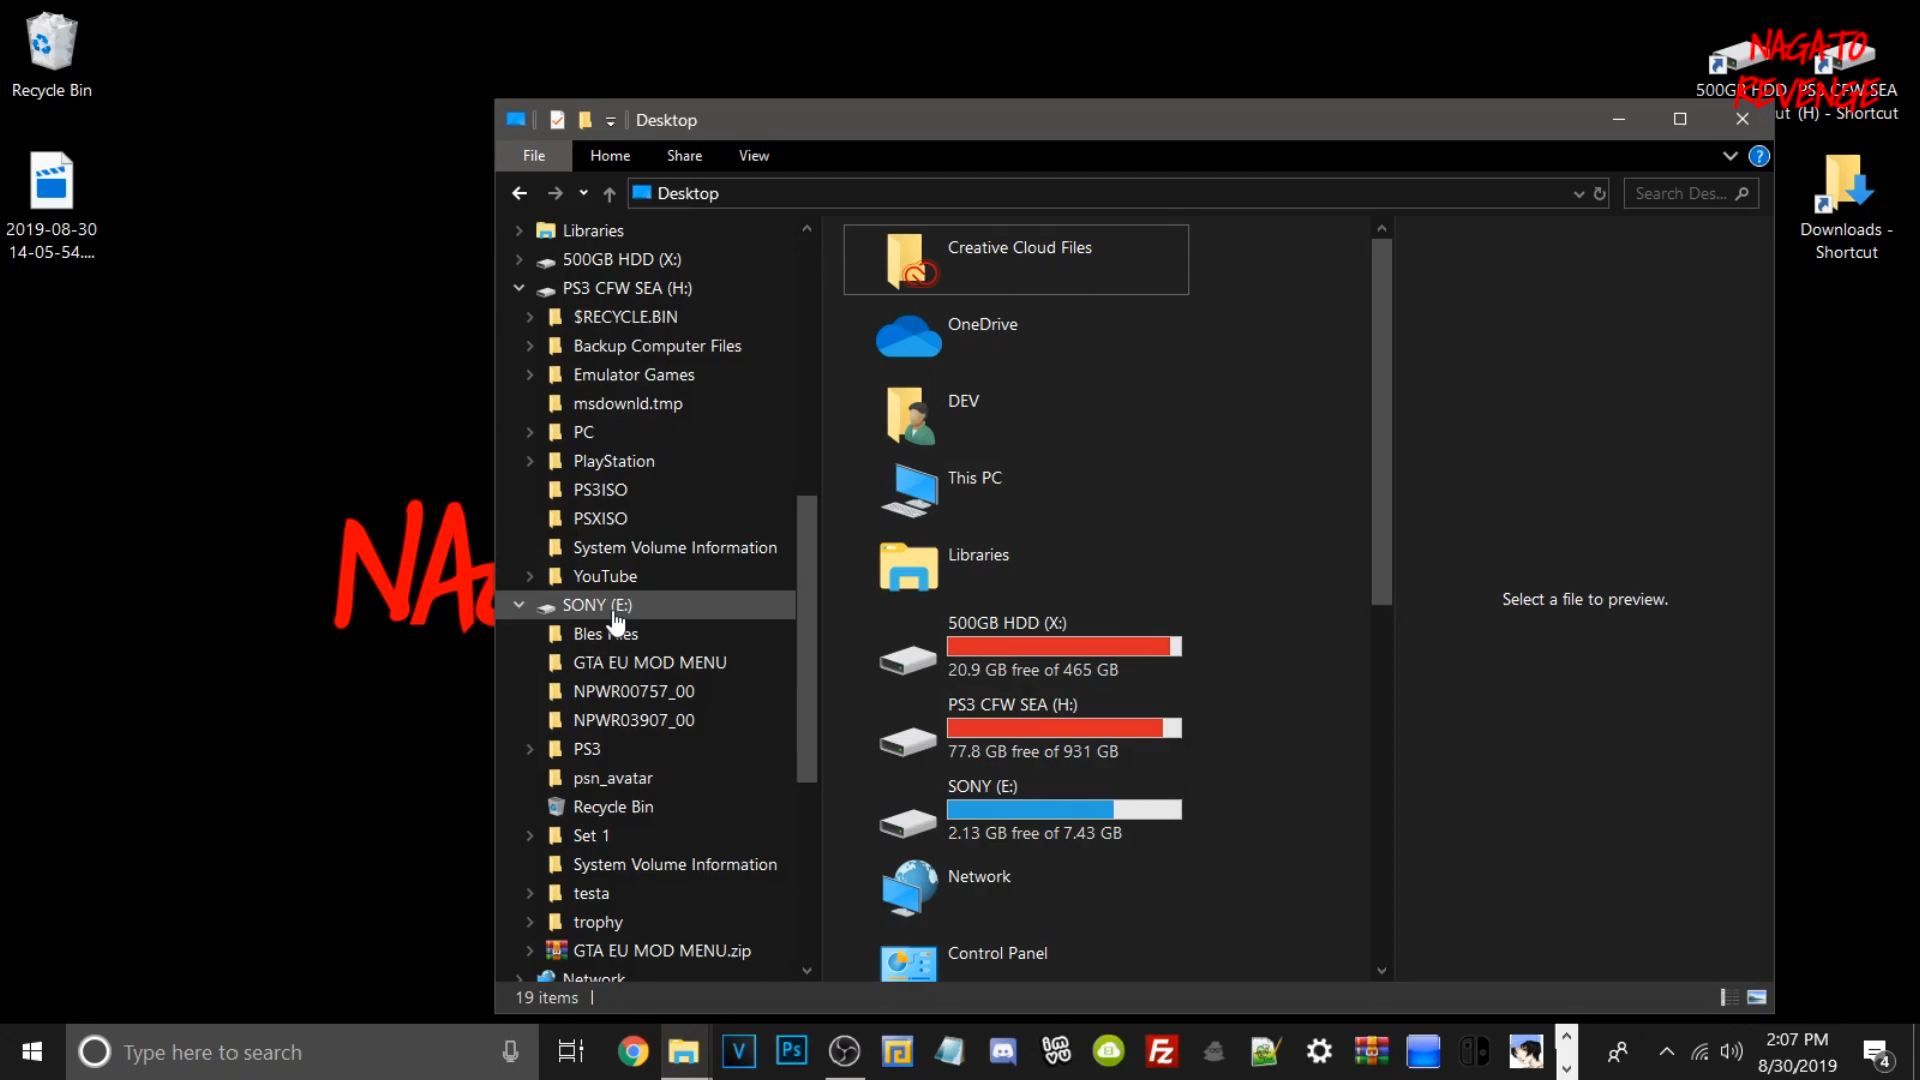 Recycle Bin
2019-08-30
14-05-54....
NAGATO
REVENGE
500GB HDD
PS3 CFW SEA
(H) - Shortcut
Downloads -
Shortcut
Desktop
File Home Share View
?
Desktop
Search Des...
Libraries
500GB HDD (X:)
PS3 CFW SEA (H:)
$RECYCLE.BIN
Backup Computer Files
Emulator Games
msdownld.tmp
PC
PlayStation
PS3ISO
PSXISO
System Volume Information
YouTube
SONY (E:)
Bles Files
GTA EU MOD MENU
NPWR00757_00
NPWR03907_00
PS3
psn_avatar
Recycle Bin
Set 1
System Volume Information
testa
trophy
GTA EU MOD MENU.zip
Network
Creative Cloud Files
OneDrive
DEV
This PC
Libraries
500GB HDD (X:)
20.9 GB free of 465 GB
PS3 CFW SEA (H:)
77.8 GB free of 931 GB
SONY (E:)
2.13 GB free of 7.43 GB
Network
Control Panel
Select a file to preview.
19 items
Type here to search
V
Ps
Fz
2:07 PM
8/30/2019
4